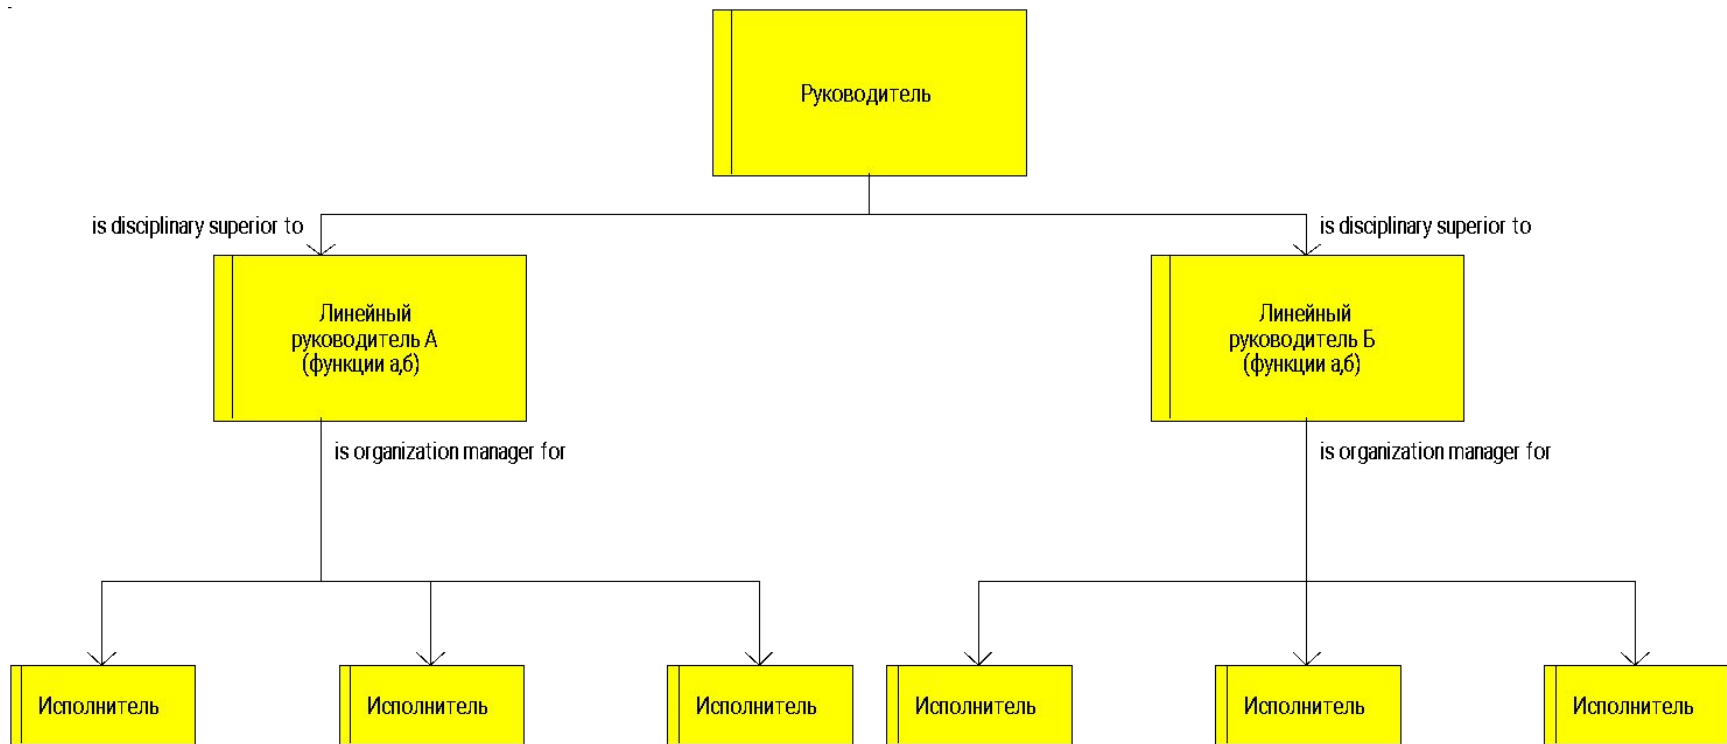 Руководитель
is disciplinary superior to
is disciplinary superior to
Линейный
руководитель А
(функции а,б)
Линейный
руководитель Б
(функции а,б)
is organization manager for
is organization manager for
Исполнитель
Исполнитель
Исполнитель
Исполнитель
Исполнитель
Исполнитель